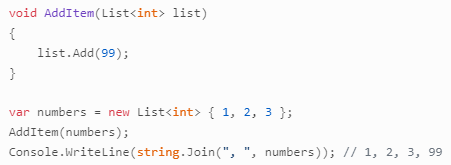 void AddItem(List<int> list)
{
    list.Add(99);
}

var numbers = new List<int> { 1, 2, 3 };
AddItem(numbers);
Console.WriteLine(string.Join(", ", numbers)); // 1, 2, 3, 99